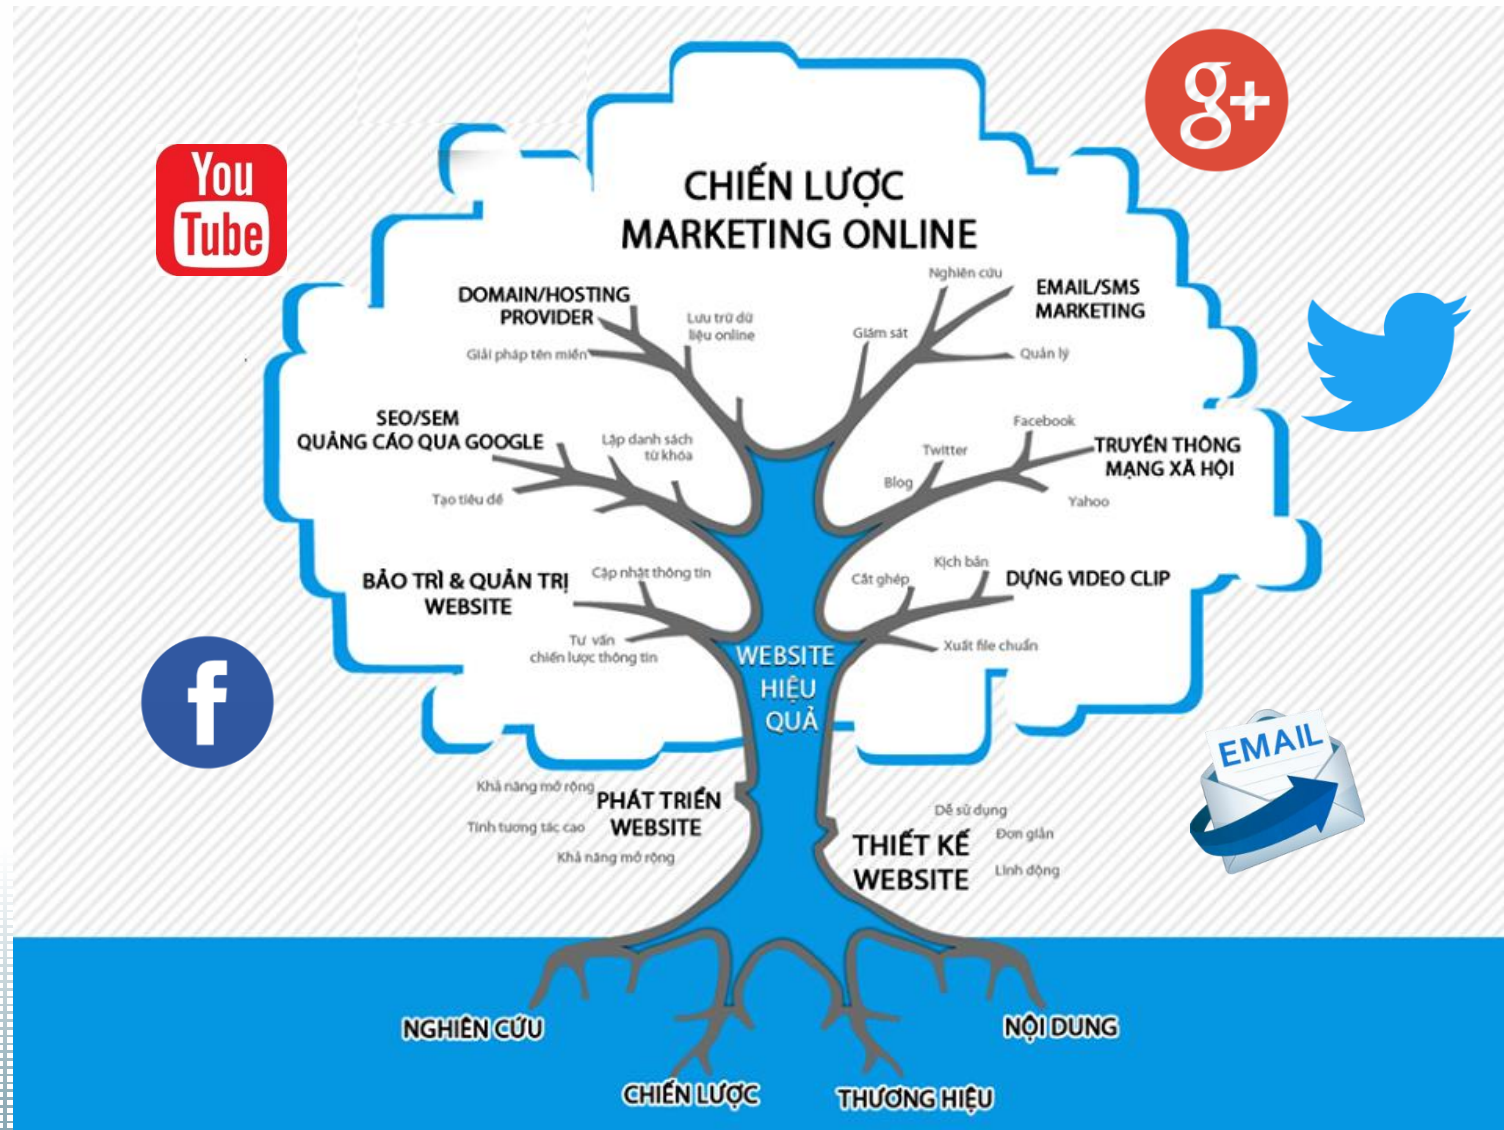 CHIẾN LƯỢC
MARKETING ONLINE
You
Tube
g+
DOMAIN/HOSTING
PROVIDER
Lưu trữ dữ
liệu online
Giải pháp tên miền
Nghiên cứu
EMAIL/SMS
MARKETING
Giám sát
Quản lý
SEO/SEM
QUẢNG CÁO QUA GOOGLE
Lập danh sách
từ khóa
Tạo tiêu đề
Facebook
Twitter
TRUYỀN THÔNG
MẠNG XÃ HỘI
Blog
Yahoo
BẢO TRÌ & QUẢN TRỊ
WEBSITE
Cập nhật thông tin
Tư vấn
chiến lược thông tin
Kịch bản
Cắt ghép
DỰNG VIDEO CLIP
Xuất file chuẩn
WEBSITE
HIỆU
QUẢ
f
EMAIL
Khả năng mở rộng
PHÁT TRIỂN
WEBSITE
Tính tương tác cao
Khả năng mở rộng
Dễ sử dụng
THIẾT KẾ
WEBSITE
Đơn giản
Linh động
NGHIÊN CỨU
CHIẾN LƯỢC
THƯƠNG HIỆU
NỘI DUNG